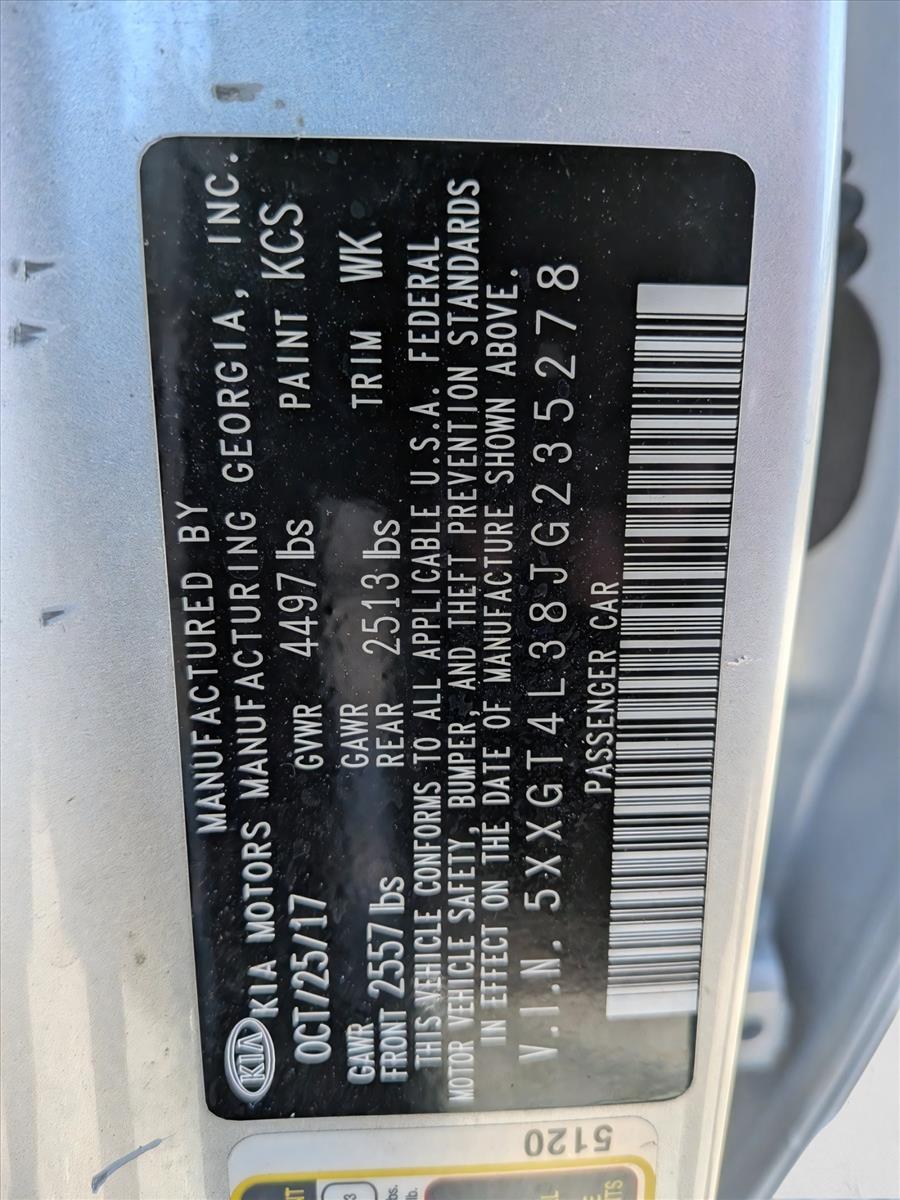 MANUFACTURED BY
KIA KIA MOTORS MANUFACTURING GEORGIA, INC.
OCT/25/17 GVWR 4497 lbs PAINT KCS
GAWR FRONT 2557 lbs GAWR REAR 2513 lbs TRIM WK
THIS VEHICLE CONFORMS TO ALL APPLICABLE U.S.A. FEDERAL
MOTOR VEHICLE SAFETY, BUMPER, AND THEFT PREVENTION STANDARDS
IN EFFECT ON THE DATE OF MANUFACTURE SHOWN ABOVE.
V.I.N. 5XXGT4L38JG235278
PASSENGER CAR
5120